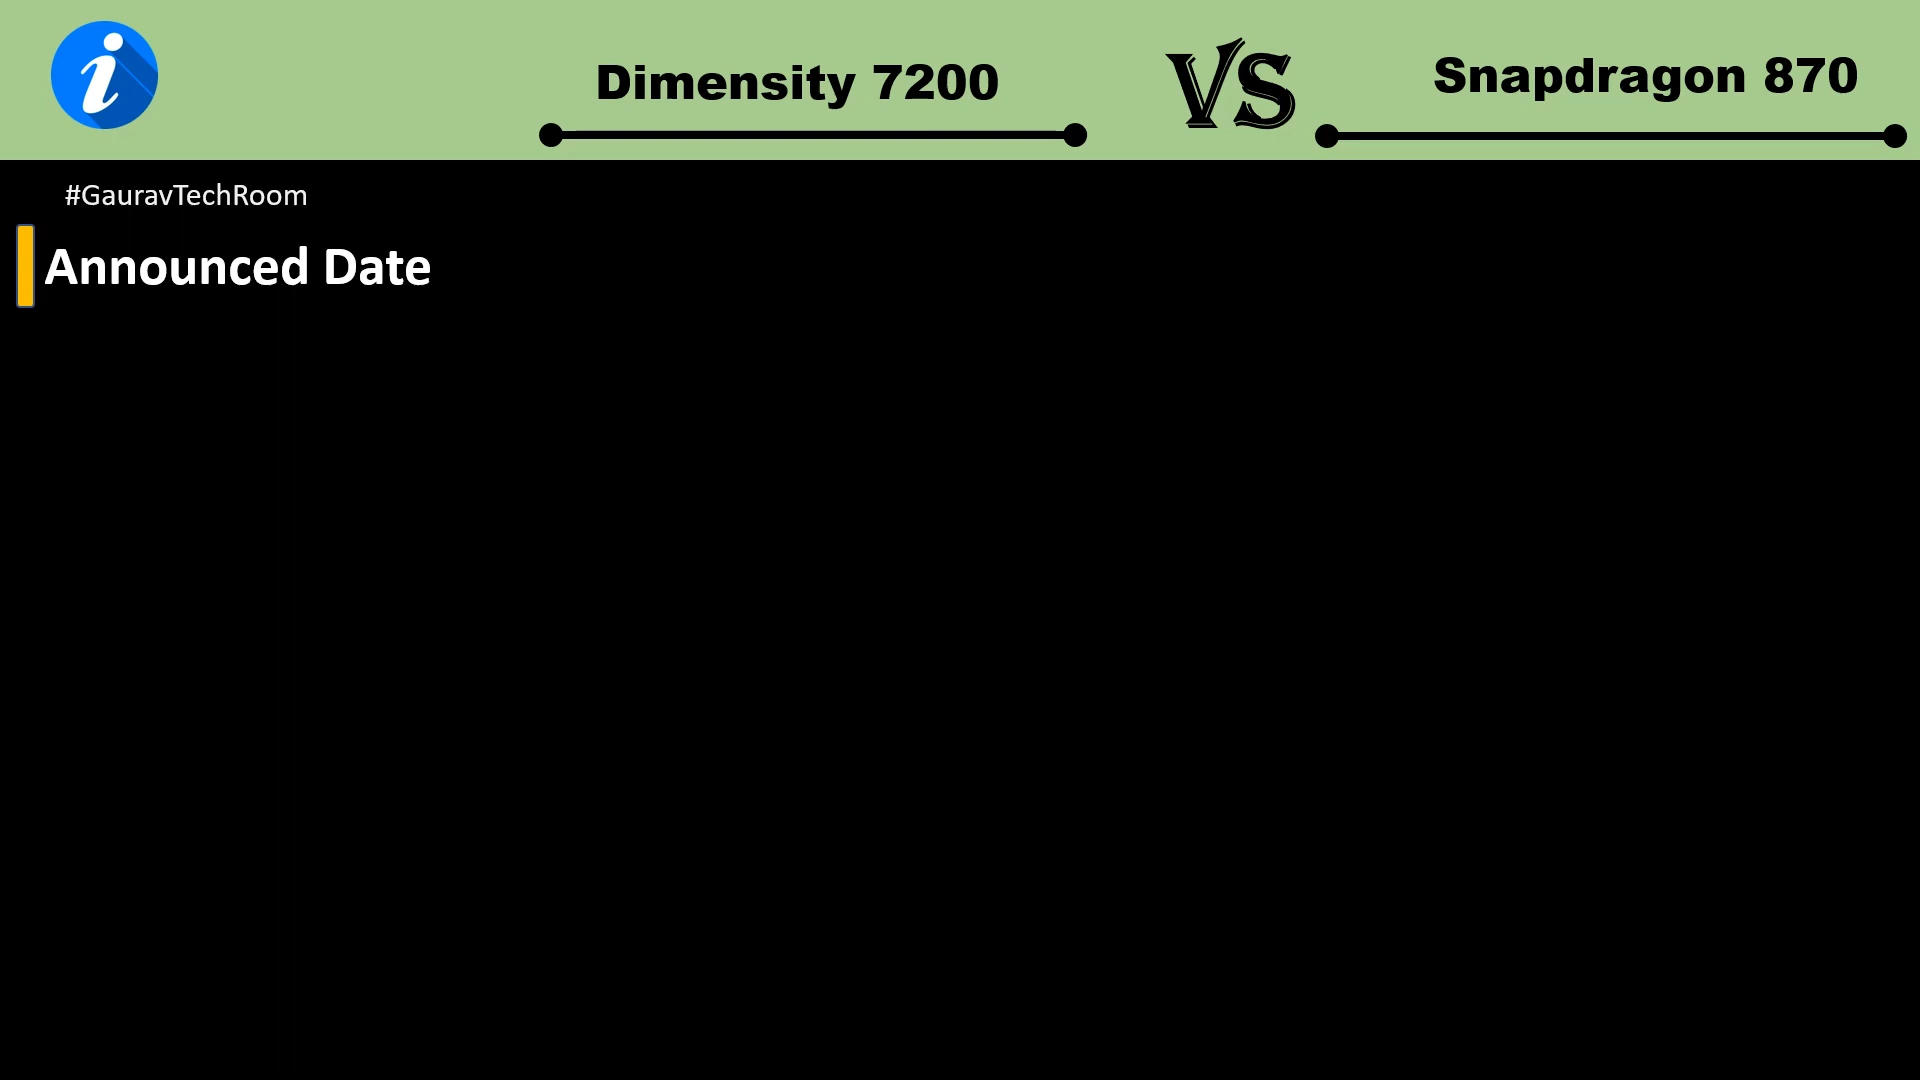 Dimensity 7200
VS
Snapdragon 870
#GauravTechRoom
Announced Date